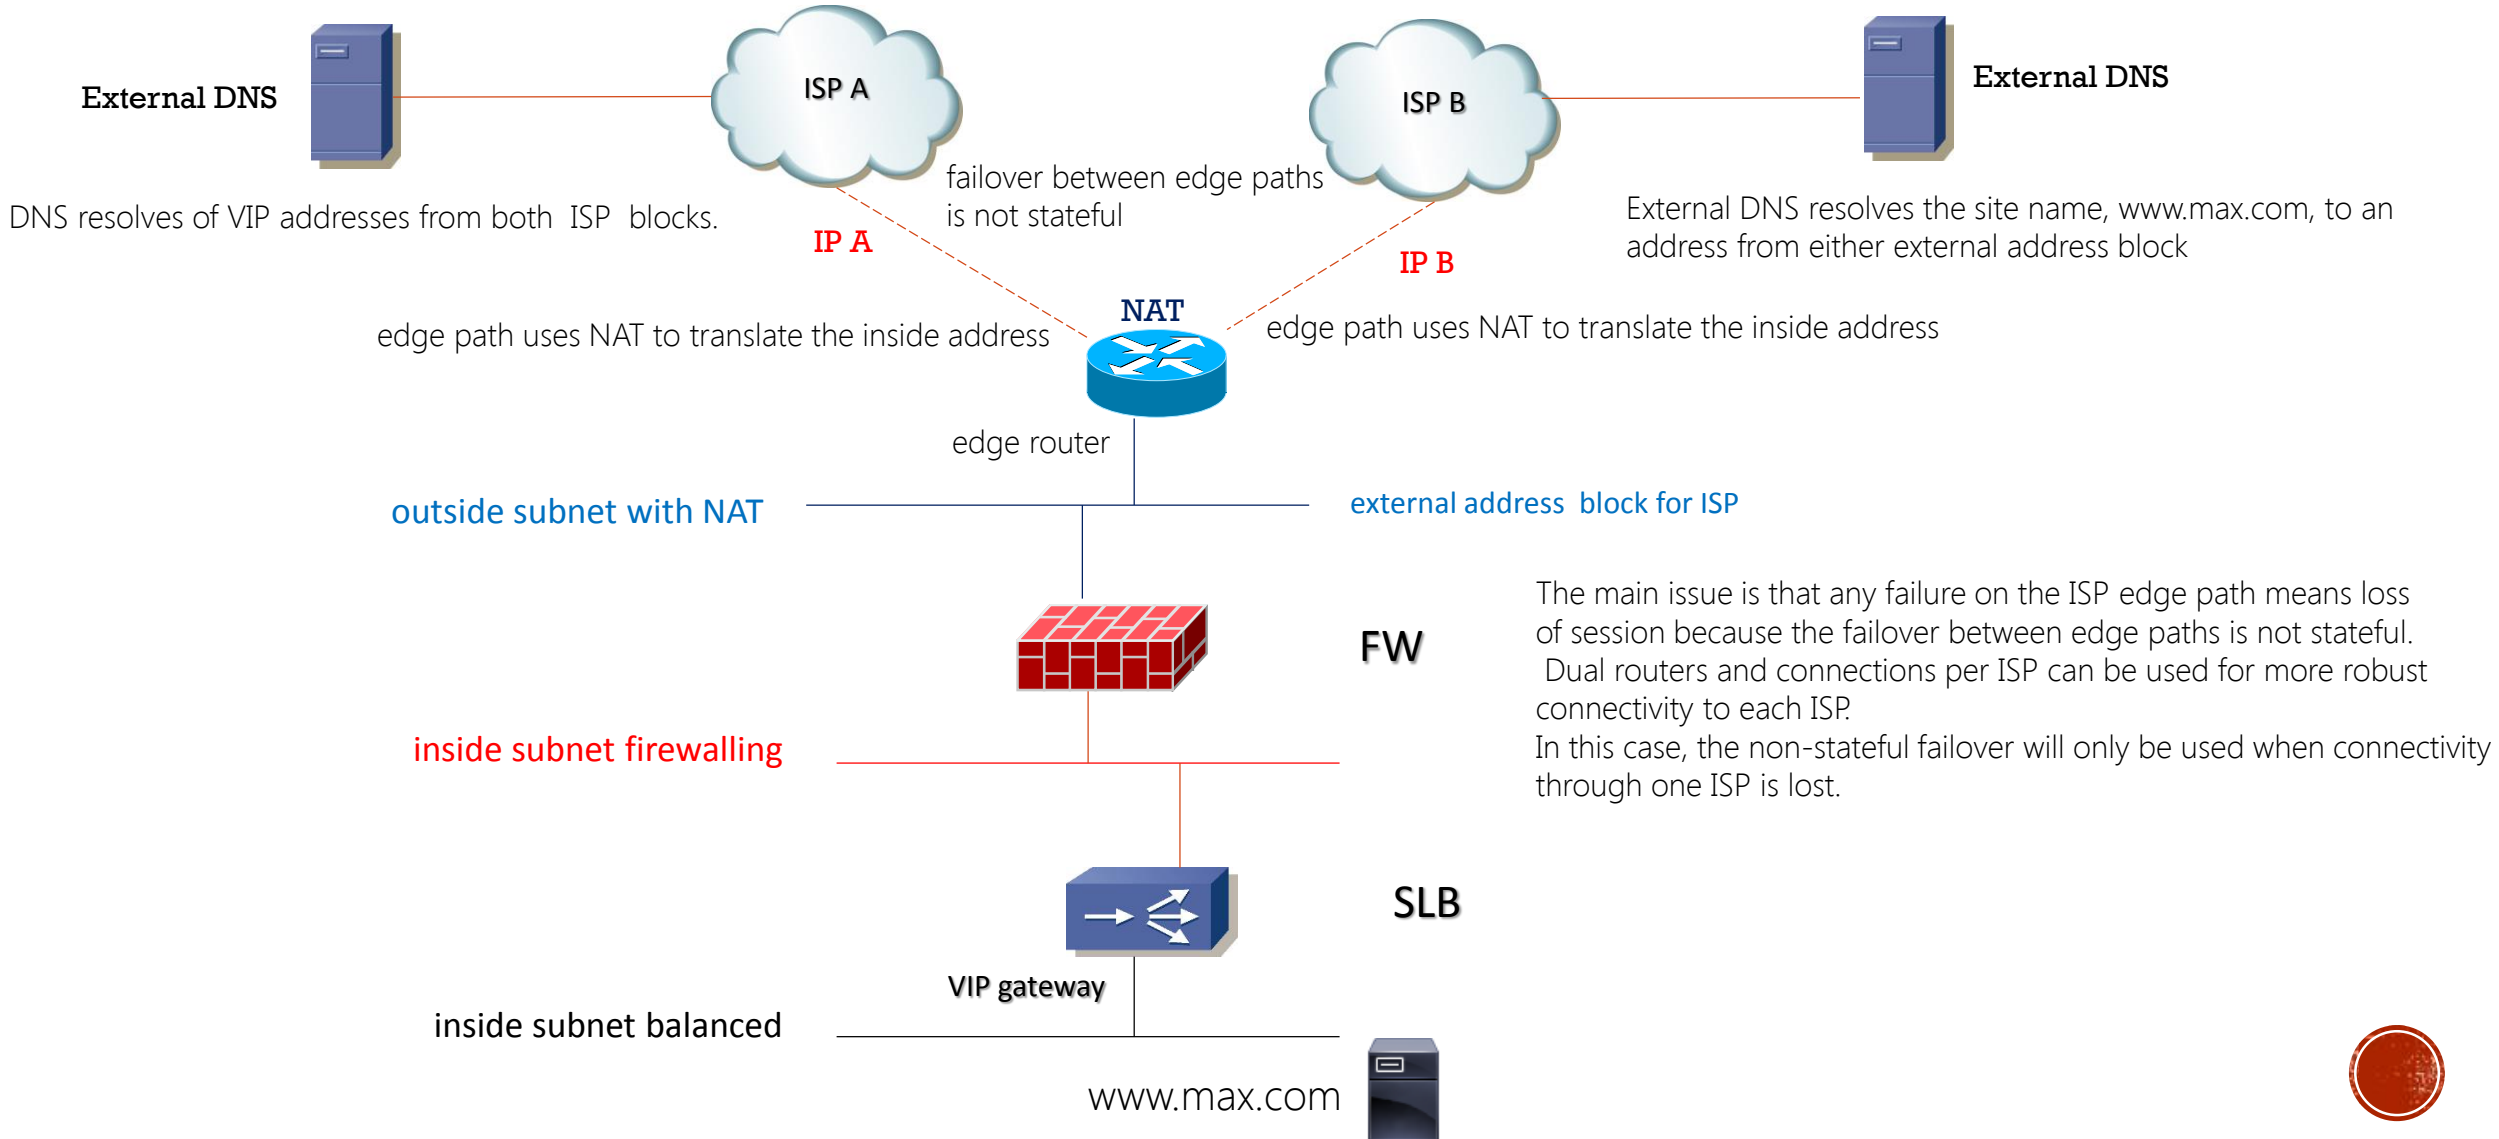 External DNS
ISP A
ISP B
External DNS
DNS resolves of VIP addresses from both ISP blocks.
failover between edge paths
is not stateful
External DNS resolves the site name, www.max.com, to an
address from either external address block
IP A
IP B
NAT
edge path uses NAT to translate the inside address
edge path uses NAT to translate the inside address
edge router
outside subnet with NAT
external address block for ISP
The main issue is that any failure on the ISP edge path means loss
of session because the failover between edge paths is not stateful.
Dual routers and connections per ISP can be used for more robust
connectivity to each ISP.
In this case, the non-stateful failover will only be used when connectivity
through one ISP is lost.
FW
inside subnet firewalling
SLB
VIP gateway
inside subnet balanced
www.max.com